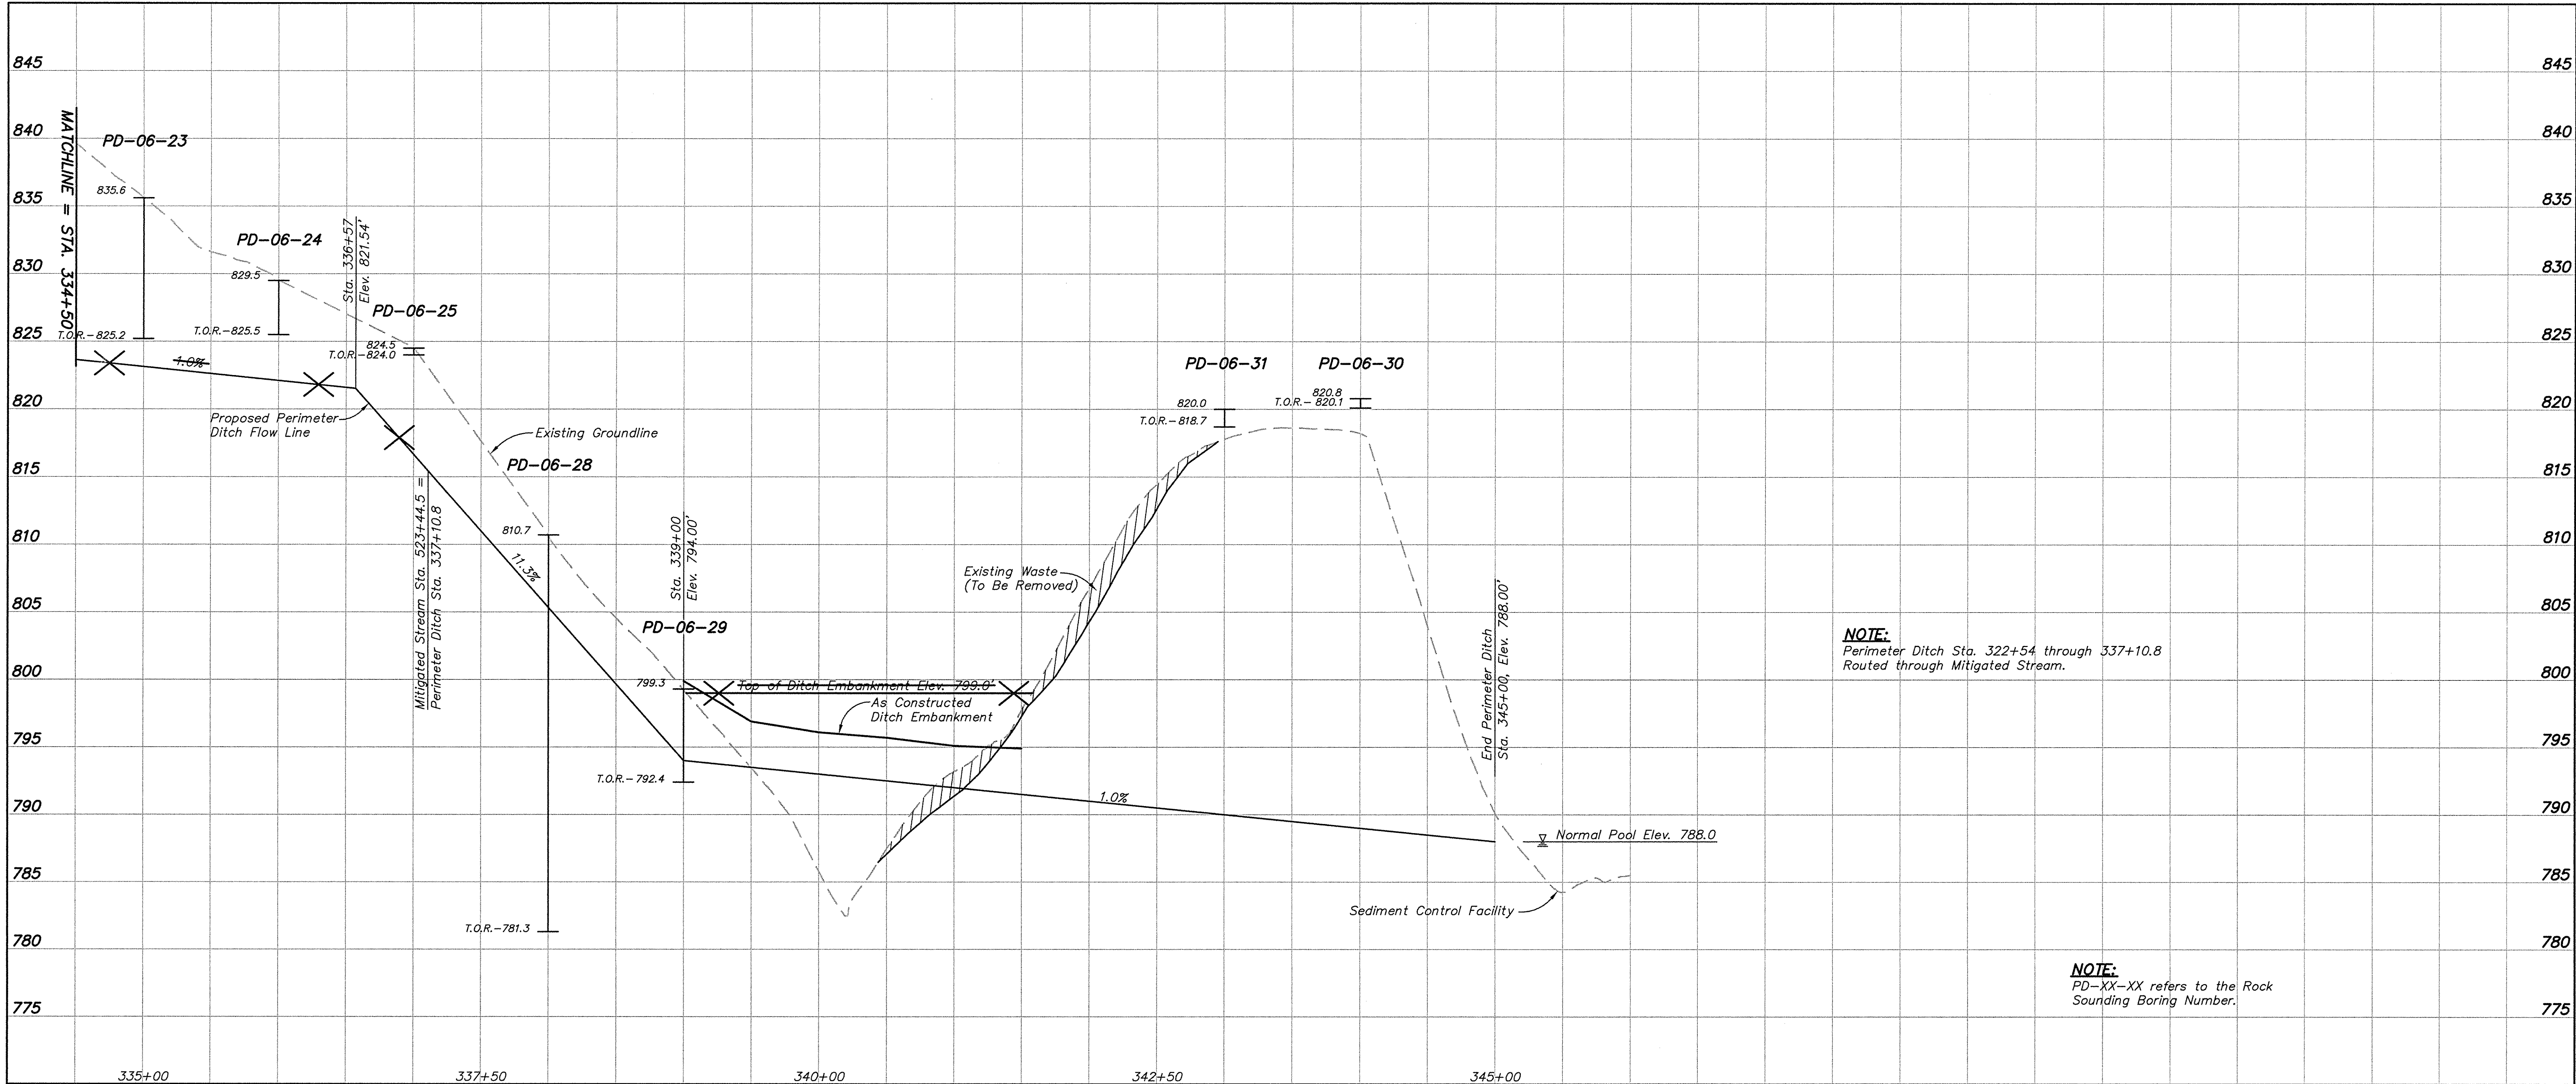 845
845
840
840
835
835
830
830
825
825
820
820
815
815
810
810
805
805
800
800
795
795
790
790
785
785
780
780
775
775
MATCHLINE = STA. 334+50
PD-06-23
835.6
T.O.R.-825.2
PD-06-24
829.5
T.O.R.-825.5
Sta. 336+57
Elev. 821.54'
PD-06-25
824.5
T.O.R.-824.0
1.0%
Proposed Perimeter
Ditch Flow Line
Existing Groundline
Mitigated Stream Sta. 523+44.5 =
Perimeter Ditch Sta. 337+10.8
PD-06-28
810.7
T.O.R.-781.3
11.3%
Sta. 339+00
Elev. 794.00'
PD-06-29
799.3
T.O.R.-792.4
Top of Ditch Embankment Elev. 799.0'
As Constructed
Ditch Embankment
Existing Waste
(To Be Removed)
PD-06-31
820.0
T.O.R.-818.7
PD-06-30
820.8
T.O.R.-820.1
1.0%
End Perimeter Ditch
Sta. 345+00, Elev. 788.00'
Normal Pool Elev. 788.0
Sediment Control Facility
NOTE:
Perimeter Ditch Sta. 322+54 through 337+10.8
Routed through Mitigated Stream.
NOTE:
PD-XX-XX refers to the Rock
Sounding Boring Number.
335+00
337+50
340+00
342+50
345+00